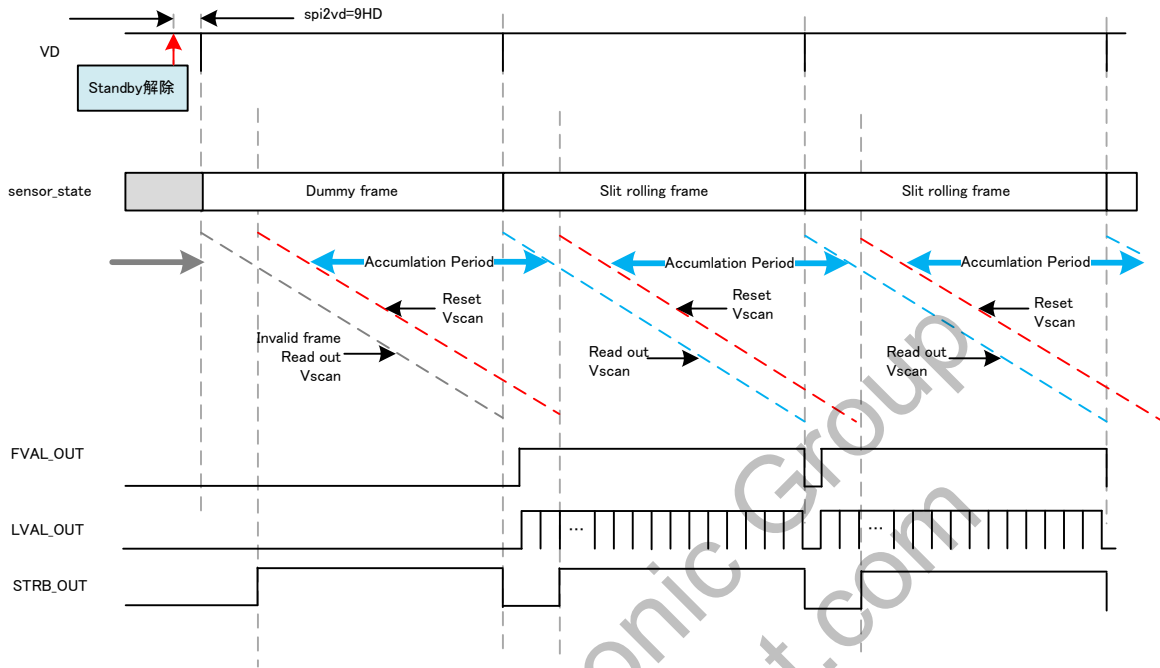 spi2vd=9HD
VD
Standby解除
sensor_state
Dummy frame
Slit rolling frame
Slit rolling frame
Accumlation Period
Accumlation Period
Accumlation Period
Reset
Vscan
Reset
Vscan
Reset
Vscan
Invalid frame
Read out
Vscan
Read out
Vscan
Read out
Vscan
FVAL_OUT
LVAL_OUT
...
...
STRB_OUT
onic Group
t.com